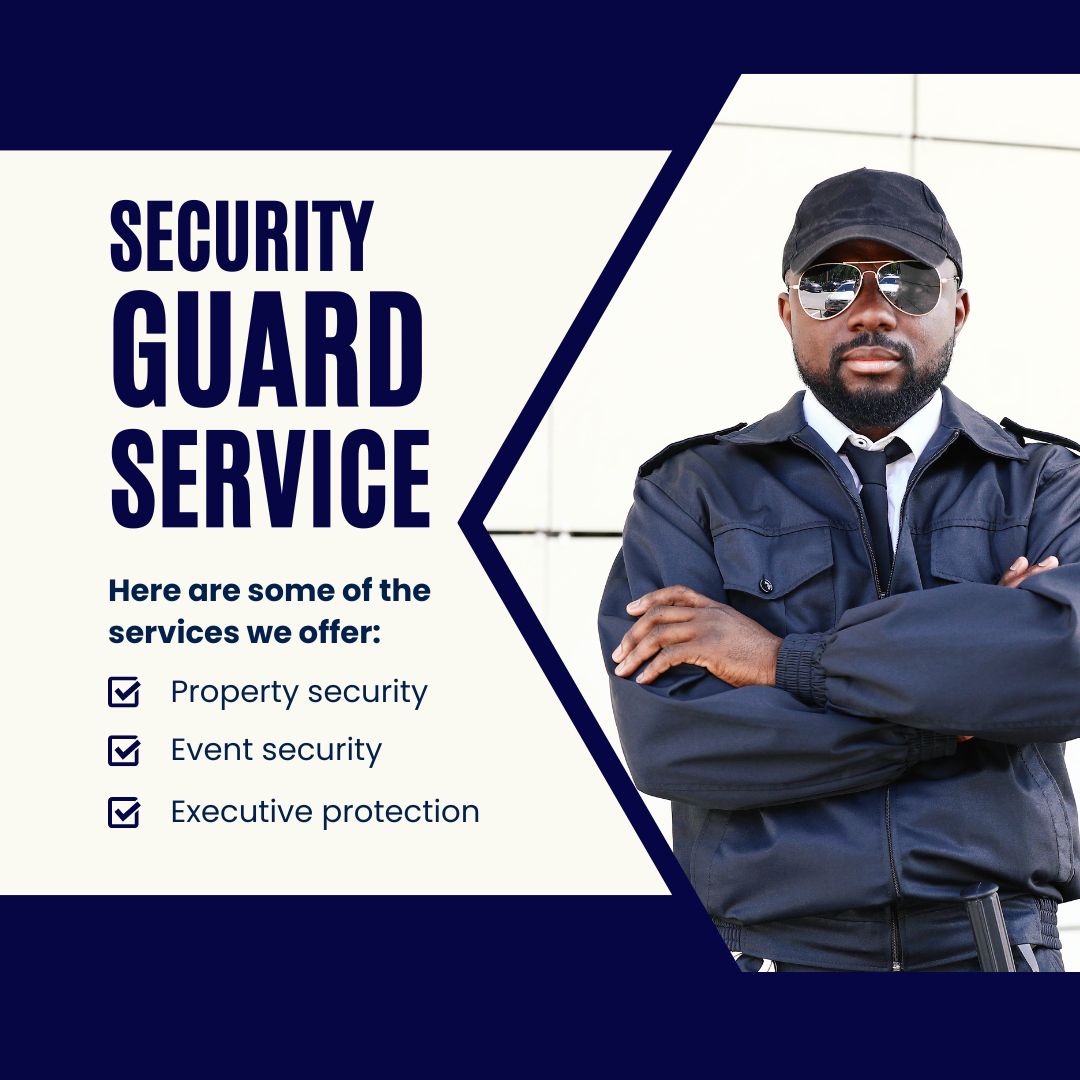 SECURITY
GUARD
SERVICE
Here are some of the
services we offer:
Property security
Event security
Executive protection